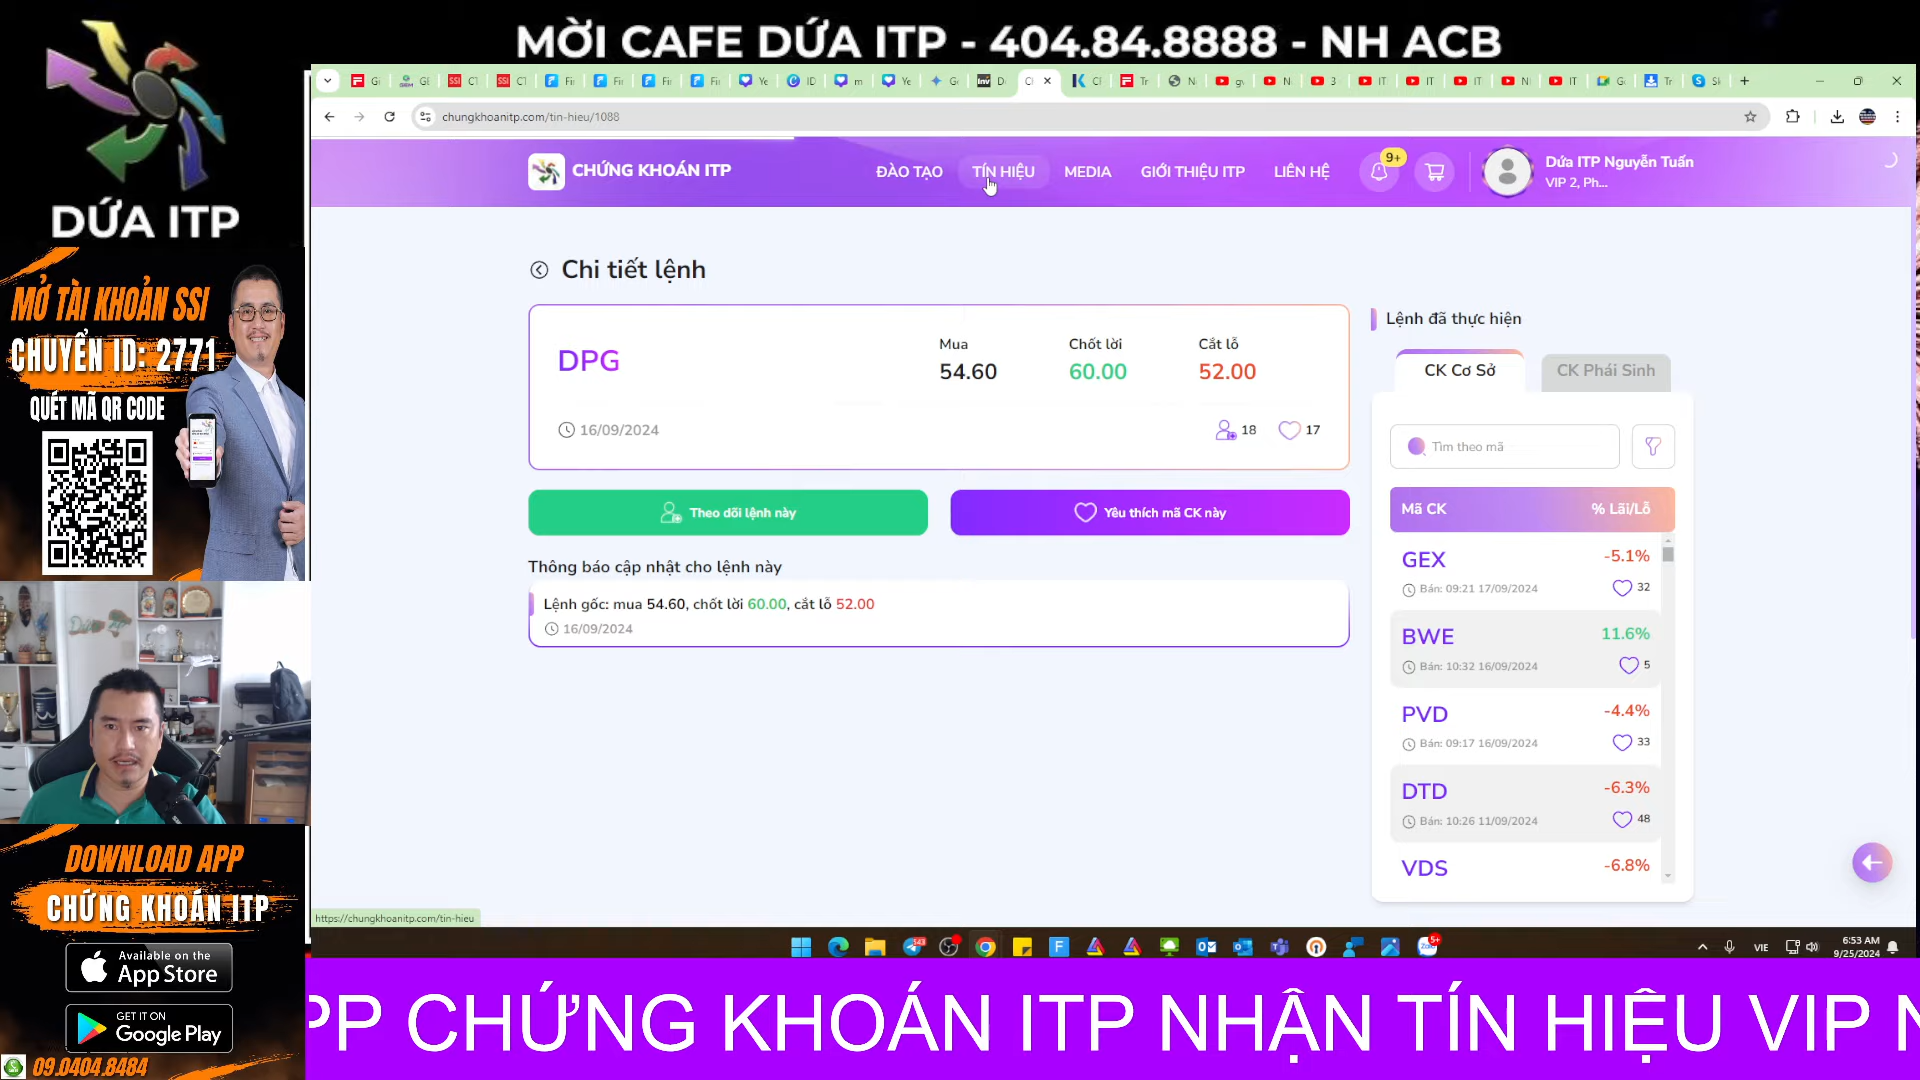 MỜI CAFE DỨA ITP - 404.84.8888 - NH ACB
DỨA ITP
MỞ TÀI KHOẢN SSI
CHUYỂN ID: 2771
QUÉT MÃ QR CODE
DOWNLOAD APP
CHỨNG KHOÁN ITP
Available on the
App Store
GET IT ON
Google Play
09.0404.8484
chungkhoanitp.com/tin-hieu/1088
CHỨNG KHOÁN ITP
ĐÀO TẠO
TÍN HIỆU
MEDIA
GIỚI THIỆU ITP
LIÊN HỆ
9+
Dứa ITP Nguyễn Tuấn
VIP 2, Ph...
Chi tiết lệnh
DPG
Mua
54.60
Chốt lời
60.00
Cắt lỗ
52.00
16/09/2024
18
17
Theo dõi lệnh này
Yêu thích mã CK này
Thông báo cập nhật cho lệnh này
Lệnh gốc: mua 54.60, chốt lời 60.00, cắt lỗ 52.00
16/09/2024
Lệnh đã thực hiện
CK Cơ Sở
CK Phái Sinh
Tìm theo mã
Mã CK
% Lãi/Lỗ
GEX
-5.1%
Bán: 09:21 17/09/2024
32
BWE
11.6%
Bán: 10:32 16/09/2024
5
PVD
-4.4%
Bán: 09:17 16/09/2024
33
DTD
-6.3%
Bán: 10:26 11/09/2024
48
VDS
-6.8%
https://chungkhoanitp.com/tin-hieu
VIE
6:53 AM
9/25/2024
PP CHỨNG KHOÁN ITP NHẬN TÍN HIỆU VIP N